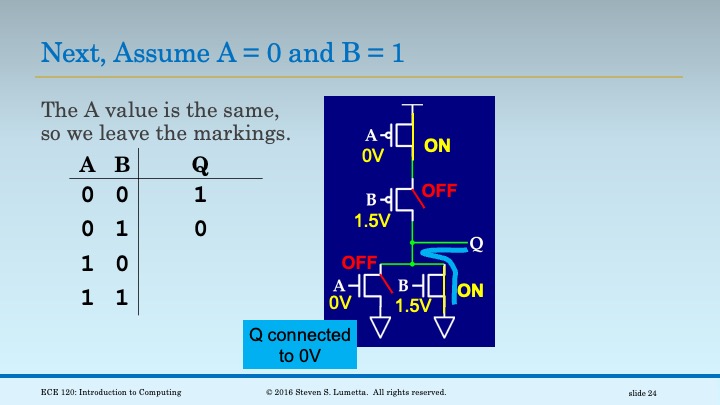 Next, Assume A = 0 and B = 1
The A value is the same,
so we leave the markings.
A B Q
0 0 1
0 1 0
1 0
1 1
A
0V
ON
B
OFF
1.5V
Q
OFF
A
0V
B
1.5V
ON
Q connected
to 0V
ECE 120: Introduction to Computing
© 2016 Steven S. Lumetta. All rights reserved.
slide 24